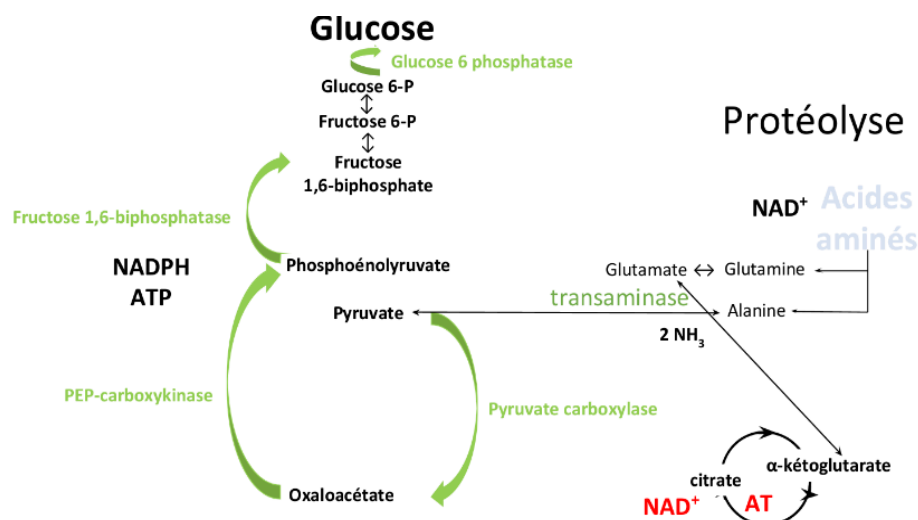 Glucose
Glucose 6 phosphatase
Glucose 6-P
Fructose 6-P
Protéolyse
Fructose
1,6-biphosphate
Fructose 1,6-biphosphatase
NAD+ Acides
aminés
NADPH
ATP
Phosphoénolyruvate
Glutamate Glutamine
transaminase
Pyruvate
Alanine
2 NH3
PEP-carboxykinase
Pyruvate carboxylase
α-kétoglutarate
citrate
NAD+ AT
Oxaloacétate